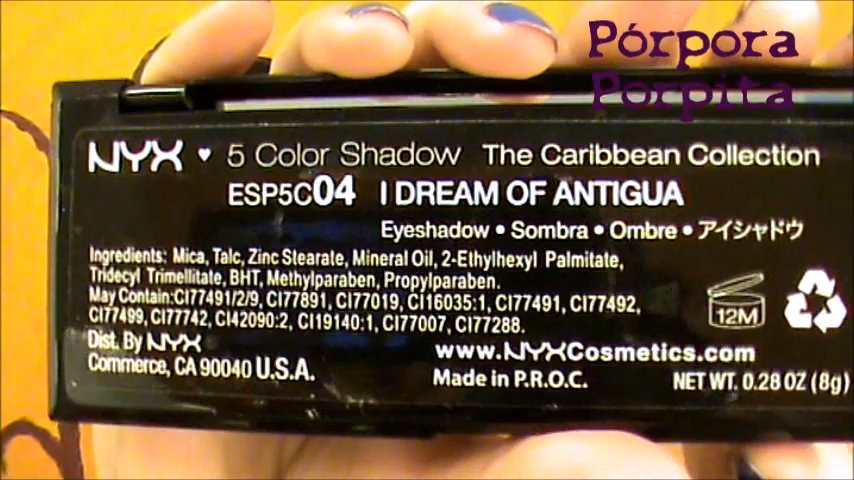 Pórpora
Porpita
NYX ♥ 5 Color Shadow The Caribbean Collection
ESP5C04 I DREAM OF ANTIGUA
Eyeshadow • Sombra • Ombre • アイシャドウ
Ingredients: Mica, Talc, Zinc Stearate, Mineral Oil, 2-Ethylhexyl Palmitate,
Tridecyl Trimellitate, BHT, Methylparaben, Propylparaben.
May Contain:CI77491/2/9, CI77891, CI77019, CI16035:1, CI77491, CI77492,
CI77499, CI77742, CI42090:2, CI19140:1, CI77007, CI77288.
12M
Dist. By NYX
Commerce, CA 90040 U.S.A.
www.NYXCosmetics.com
Made in P.R.O.C.
NET WT. 0.28 OZ (8g)